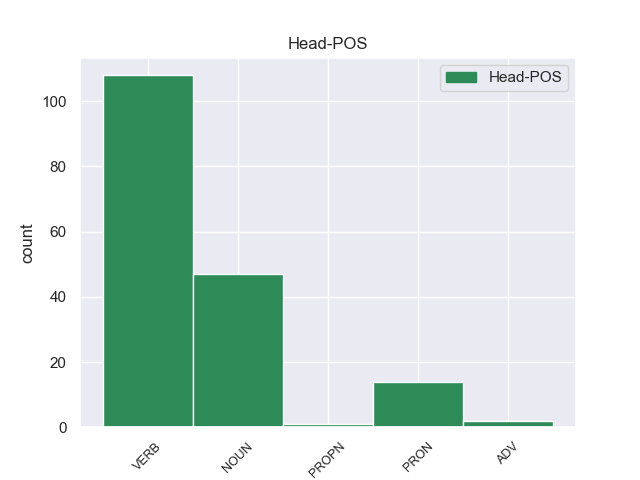 Head-POS
Head-POS
100
80
60
40
20
0
count
VERB
NOUN
PROPN
PRON
ADV